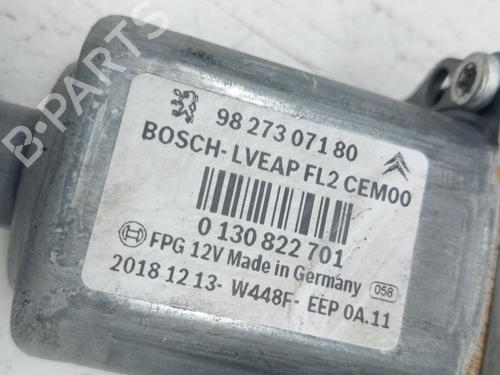 B-PARTS
98 273 071 80
BOSCH- LVEAP FL2 CEM00
0 130 822 701
FPG 12V Made in Germany 058
2018 12 13- W448F- EEP 0A.11